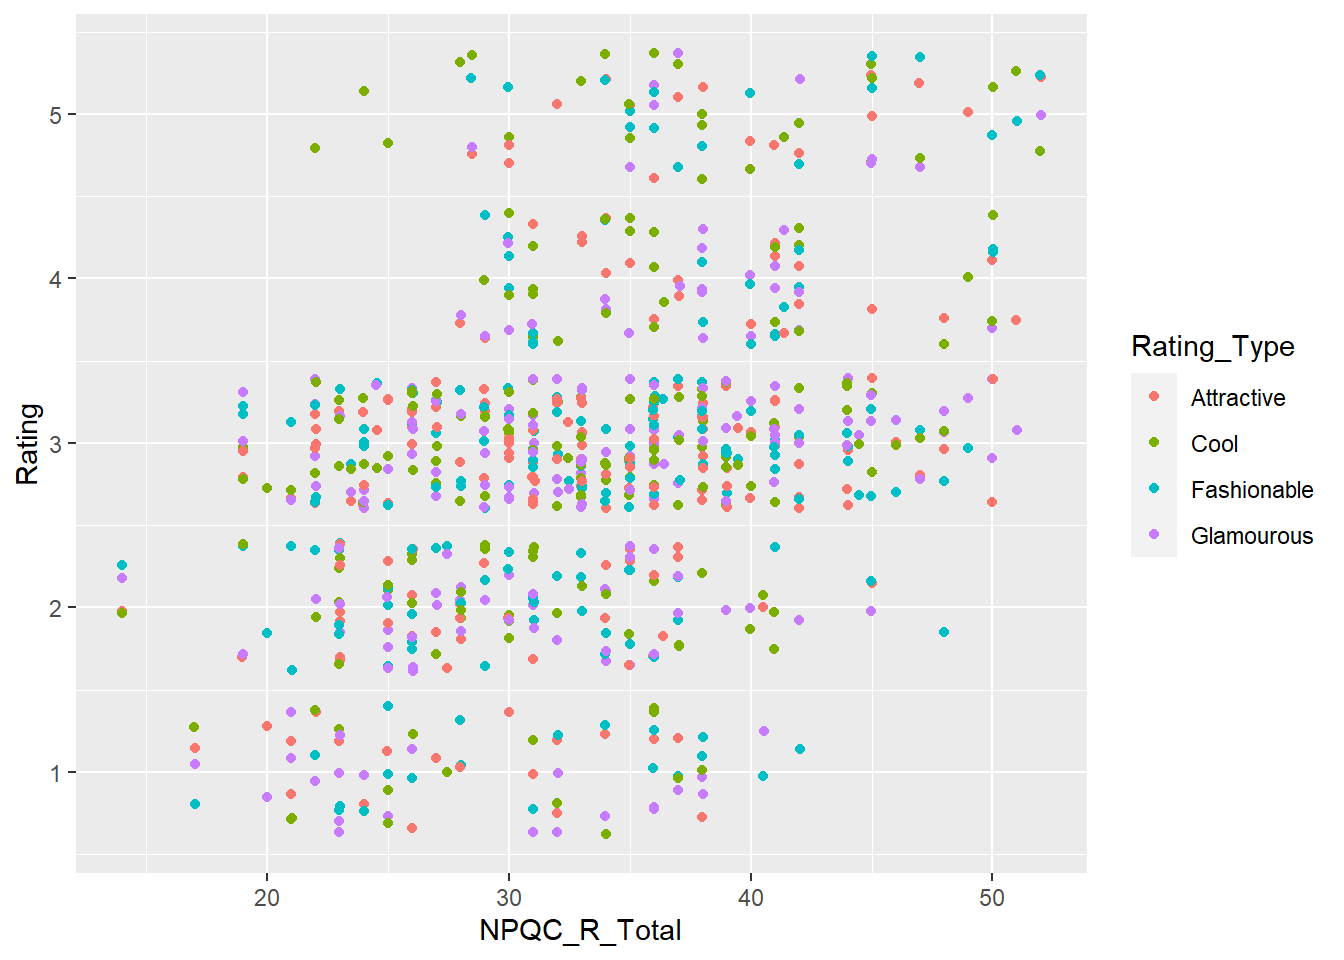 5
4
3
2
1
Rating
20 30 40 50
NPQC_R_Total
Rating_Type
Attractive
Cool
Fashionable
Glamourous